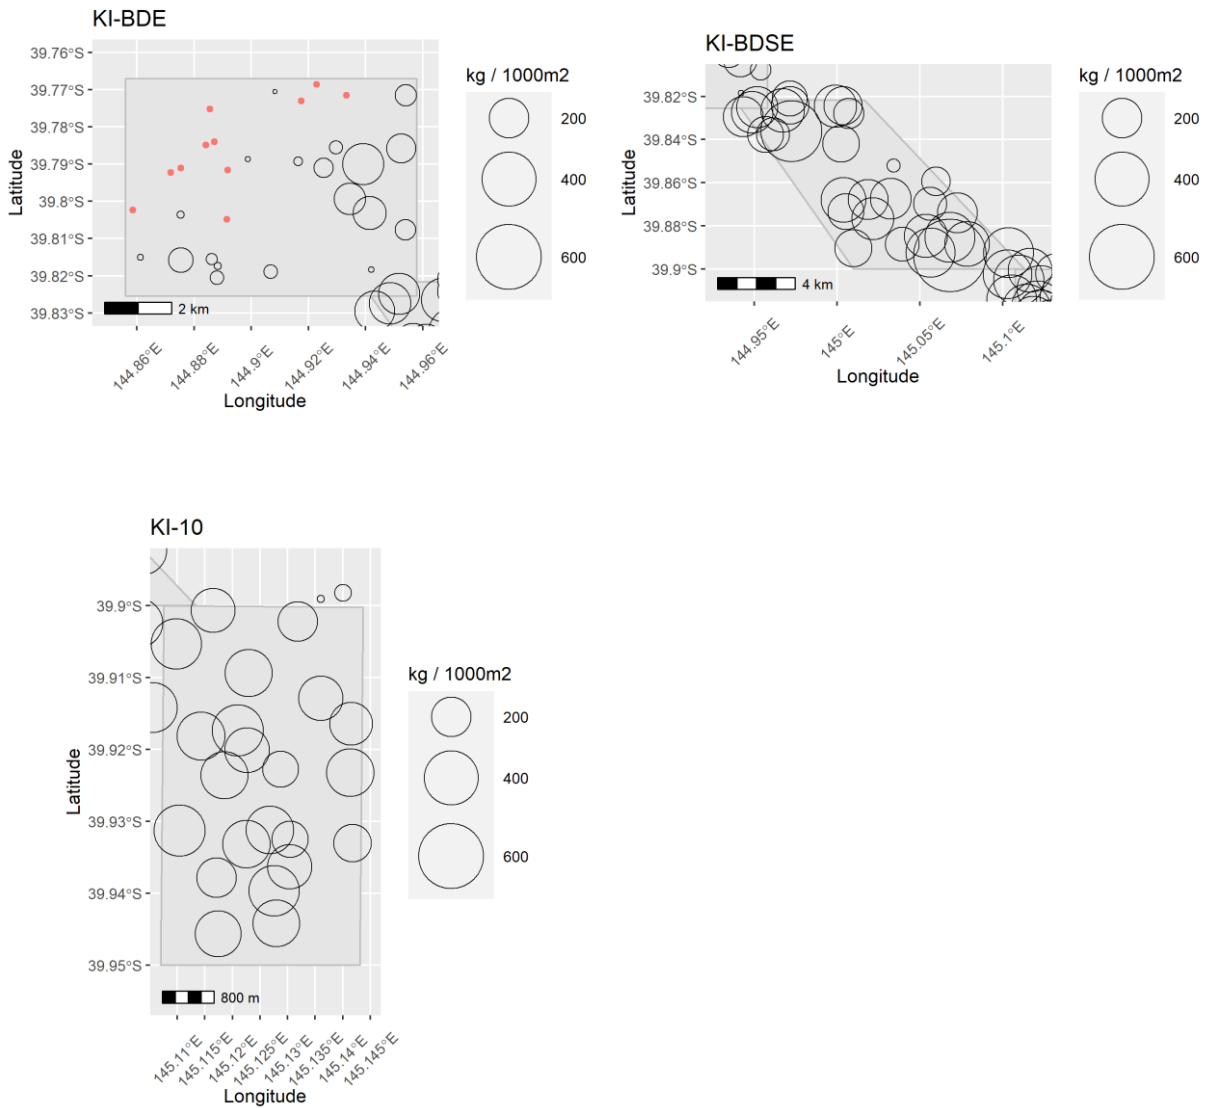 KI-BDE
39.76°S
39.77°S
39.78°S
39.79°S
39.8°S
39.81°S
39.82°S
39.83°S
Latitude
2 km
144.86°E
144.88°E
144.9°E
144.92°E
144.94°E
144.96°E
Longitude
kg / 1000m2
200
400
600
KI-BDSE
39.82°S
39.84°S
39.86°S
39.88°S
39.9°S
Latitude
4 km
144.95°E
145°E
145.05°E
145.1°E
Longitude
kg / 1000m2
200
400
600
KI-10
39.9°S
39.91°S
39.92°S
39.93°S
39.94°S
39.95°S
Latitude
800 m
145.11°E
145.115°E
145.12°E
145.125°E
145.13°E
145.135°E
145.14°E
145.145°E
Longitude
kg / 1000m2
200
400
600